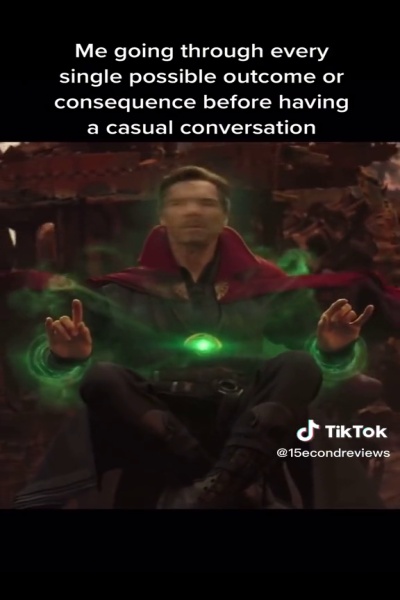 Me going through every
single possible outcome or
consequence before having
a casual conversation
TikTok
@15econdreviews